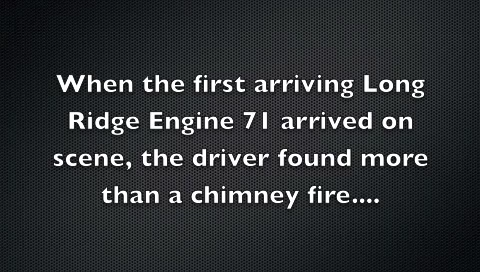 When the first arriving Long
Ridge Engine 71 arrived on
scene, the driver found more
than a chimney fire....